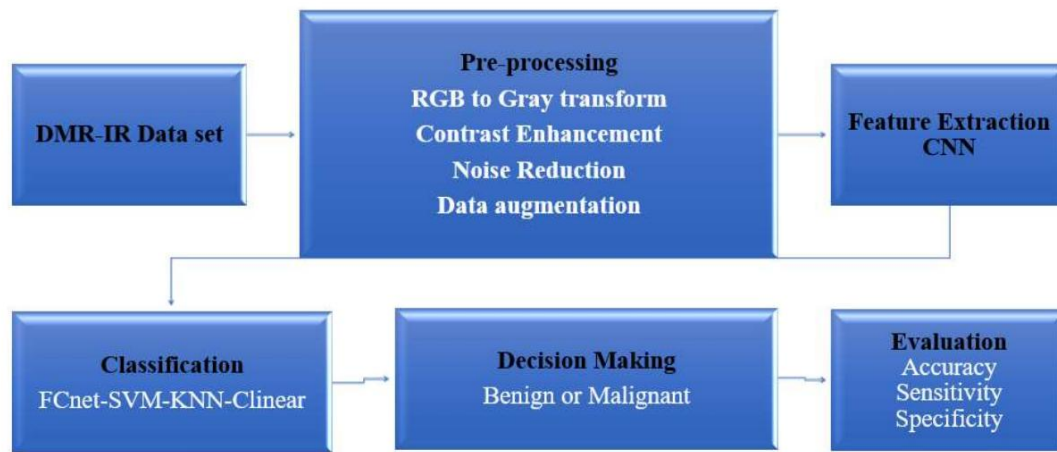 DMR-IR Data set
Pre-processing
RGB to Gray transform
Contrast Enhancement
Noise Reduction
Data augmentation
Feature Extraction
CNN
Classification
FCnet-SVM-KNN-Clinear
Decision Making
Benign or Malignant
Evaluation
Accuracy
Sensitivity
Specificity